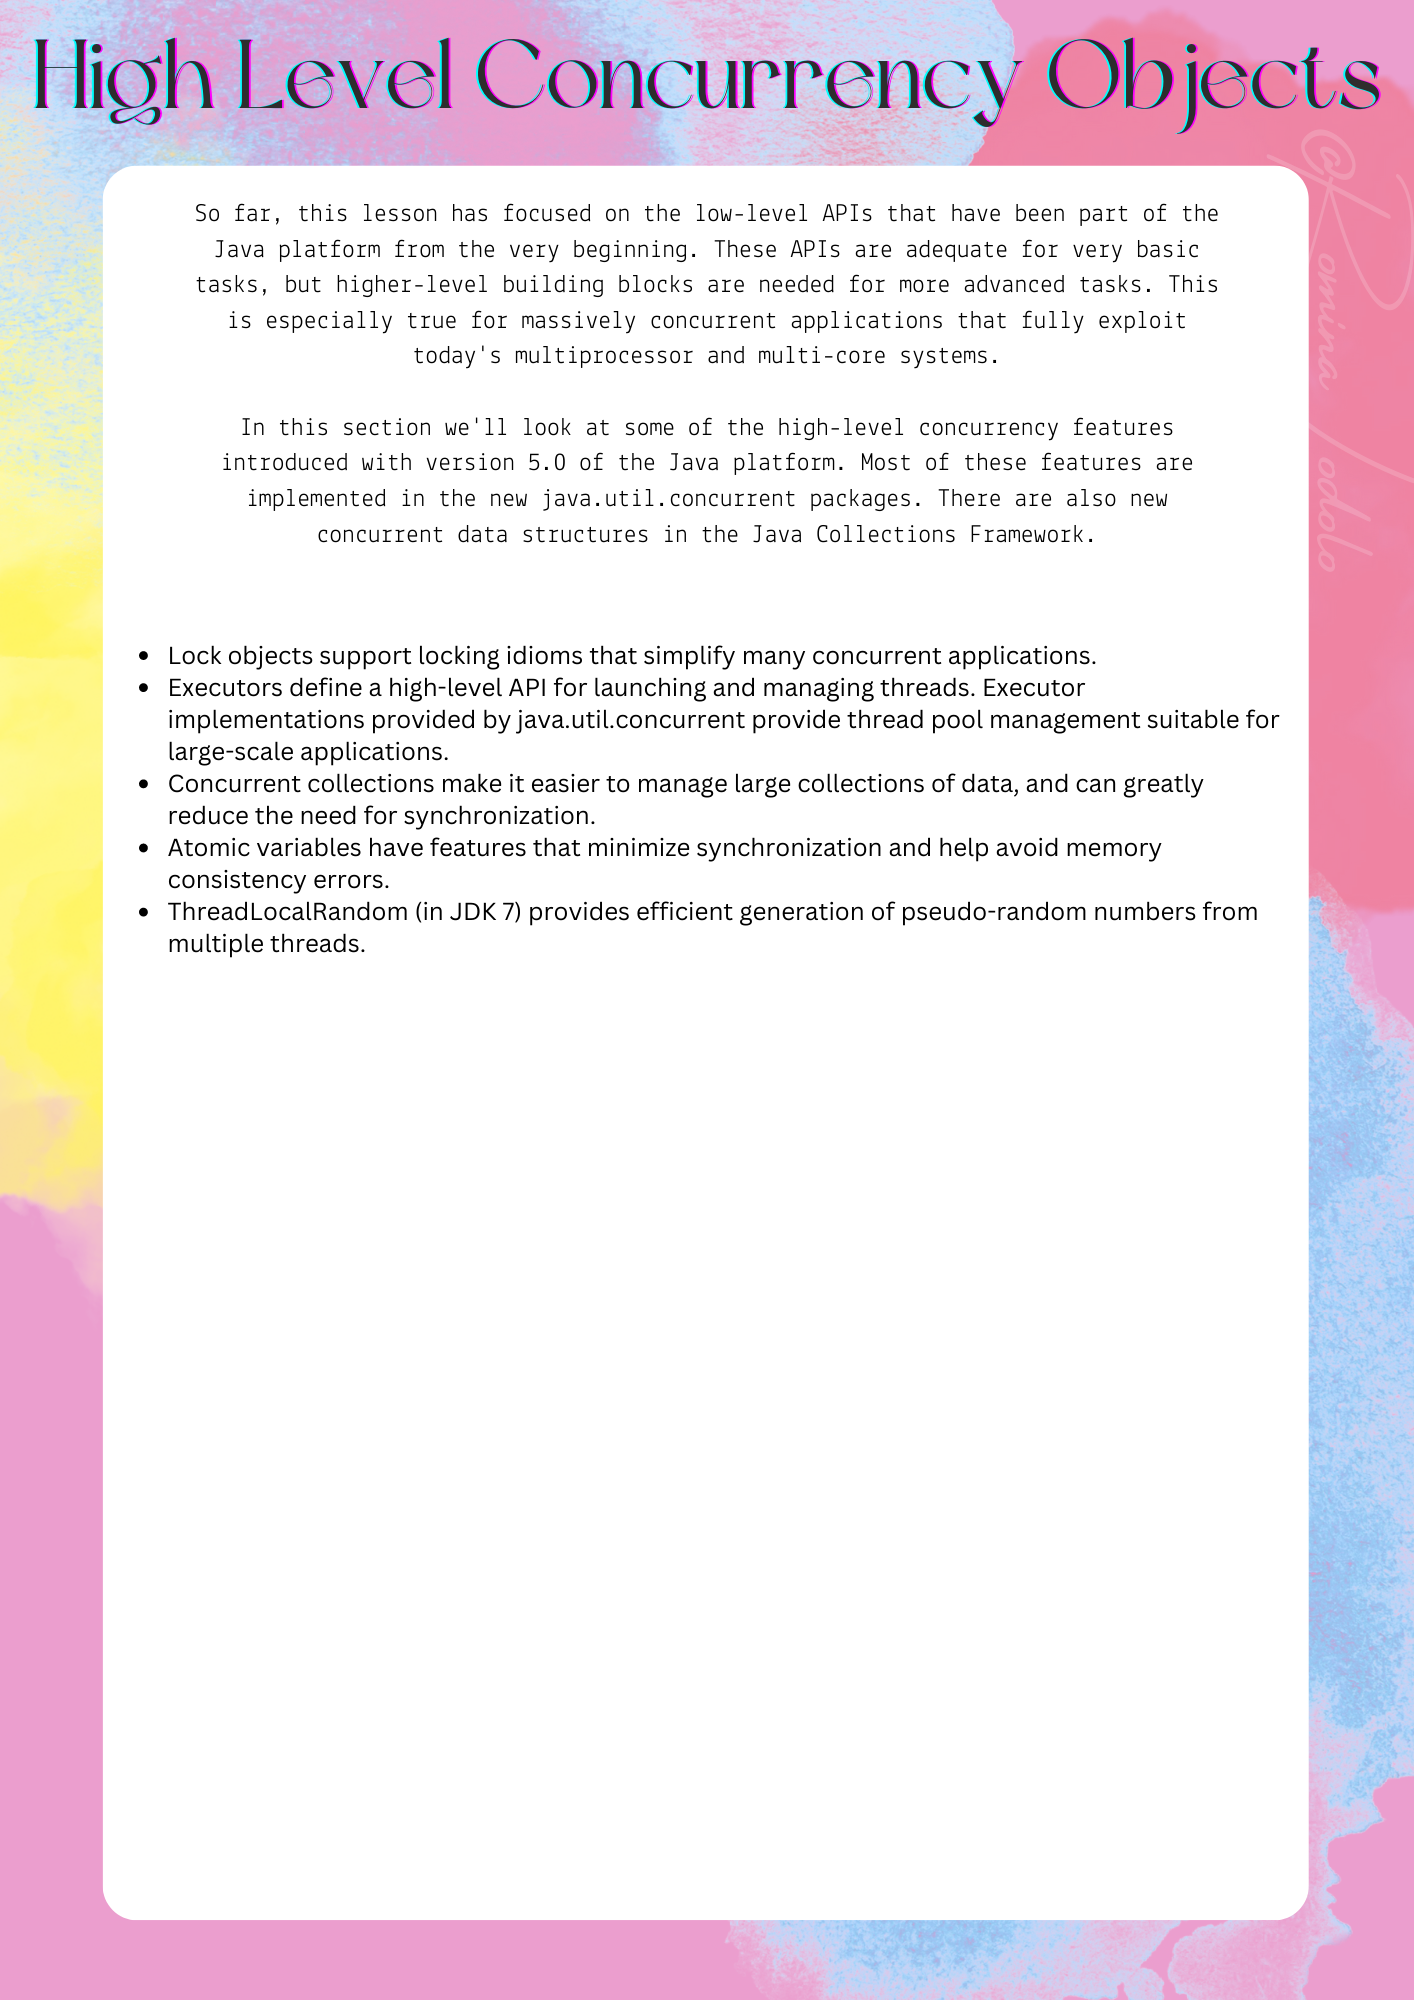 High Level Concurrency Objects
So far, this lesson has focused on the low-level APIs that have been part of the
Java platform from the very beginning. These APIs are adequate for very basic
tasks, but higher-level building blocks are needed for more advanced tasks. This
is especially true for massively concurrent applications that fully exploit
today's multiprocessor and multi-core systems.
In this section we'll look at some of the high-level concurrency features
introduced with version 5.0 of the Java platform. Most of these features are
implemented in the new java.util.concurrent packages. There are also new
concurrent data structures in the Java Collections Framework.
• Lock objects support locking idioms that simplify many concurrent applications.
• Executors define a high-level API for launching and managing threads. Executor
implementations provided by java.util.concurrent provide thread pool management suitable for
large-scale applications.
• Concurrent collections make it easier to manage large collections of data, and can greatly
reduce the need for synchronization.
• Atomic variables have features that minimize synchronization and help avoid memory
consistency errors.
• ThreadLocalRandom (in JDK 7) provides efficient generation of pseudo-random numbers from
multiple threads.
@Romina